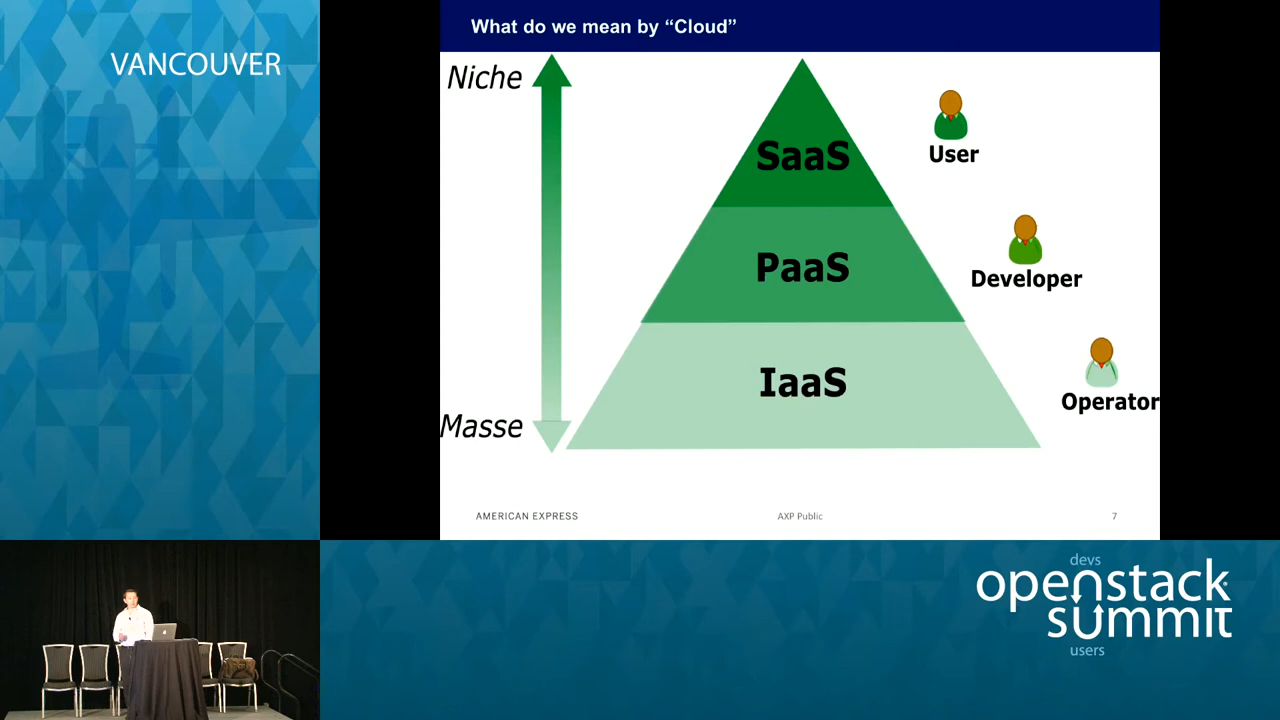 VANCOUVER
What do we mean by “Cloud”
Niche
SaaS
User
PaaS
Developer
IaaS
Operator
Masse
AMERICAN EXPRESS
AXP Public
7
devs
openstack
summit
users